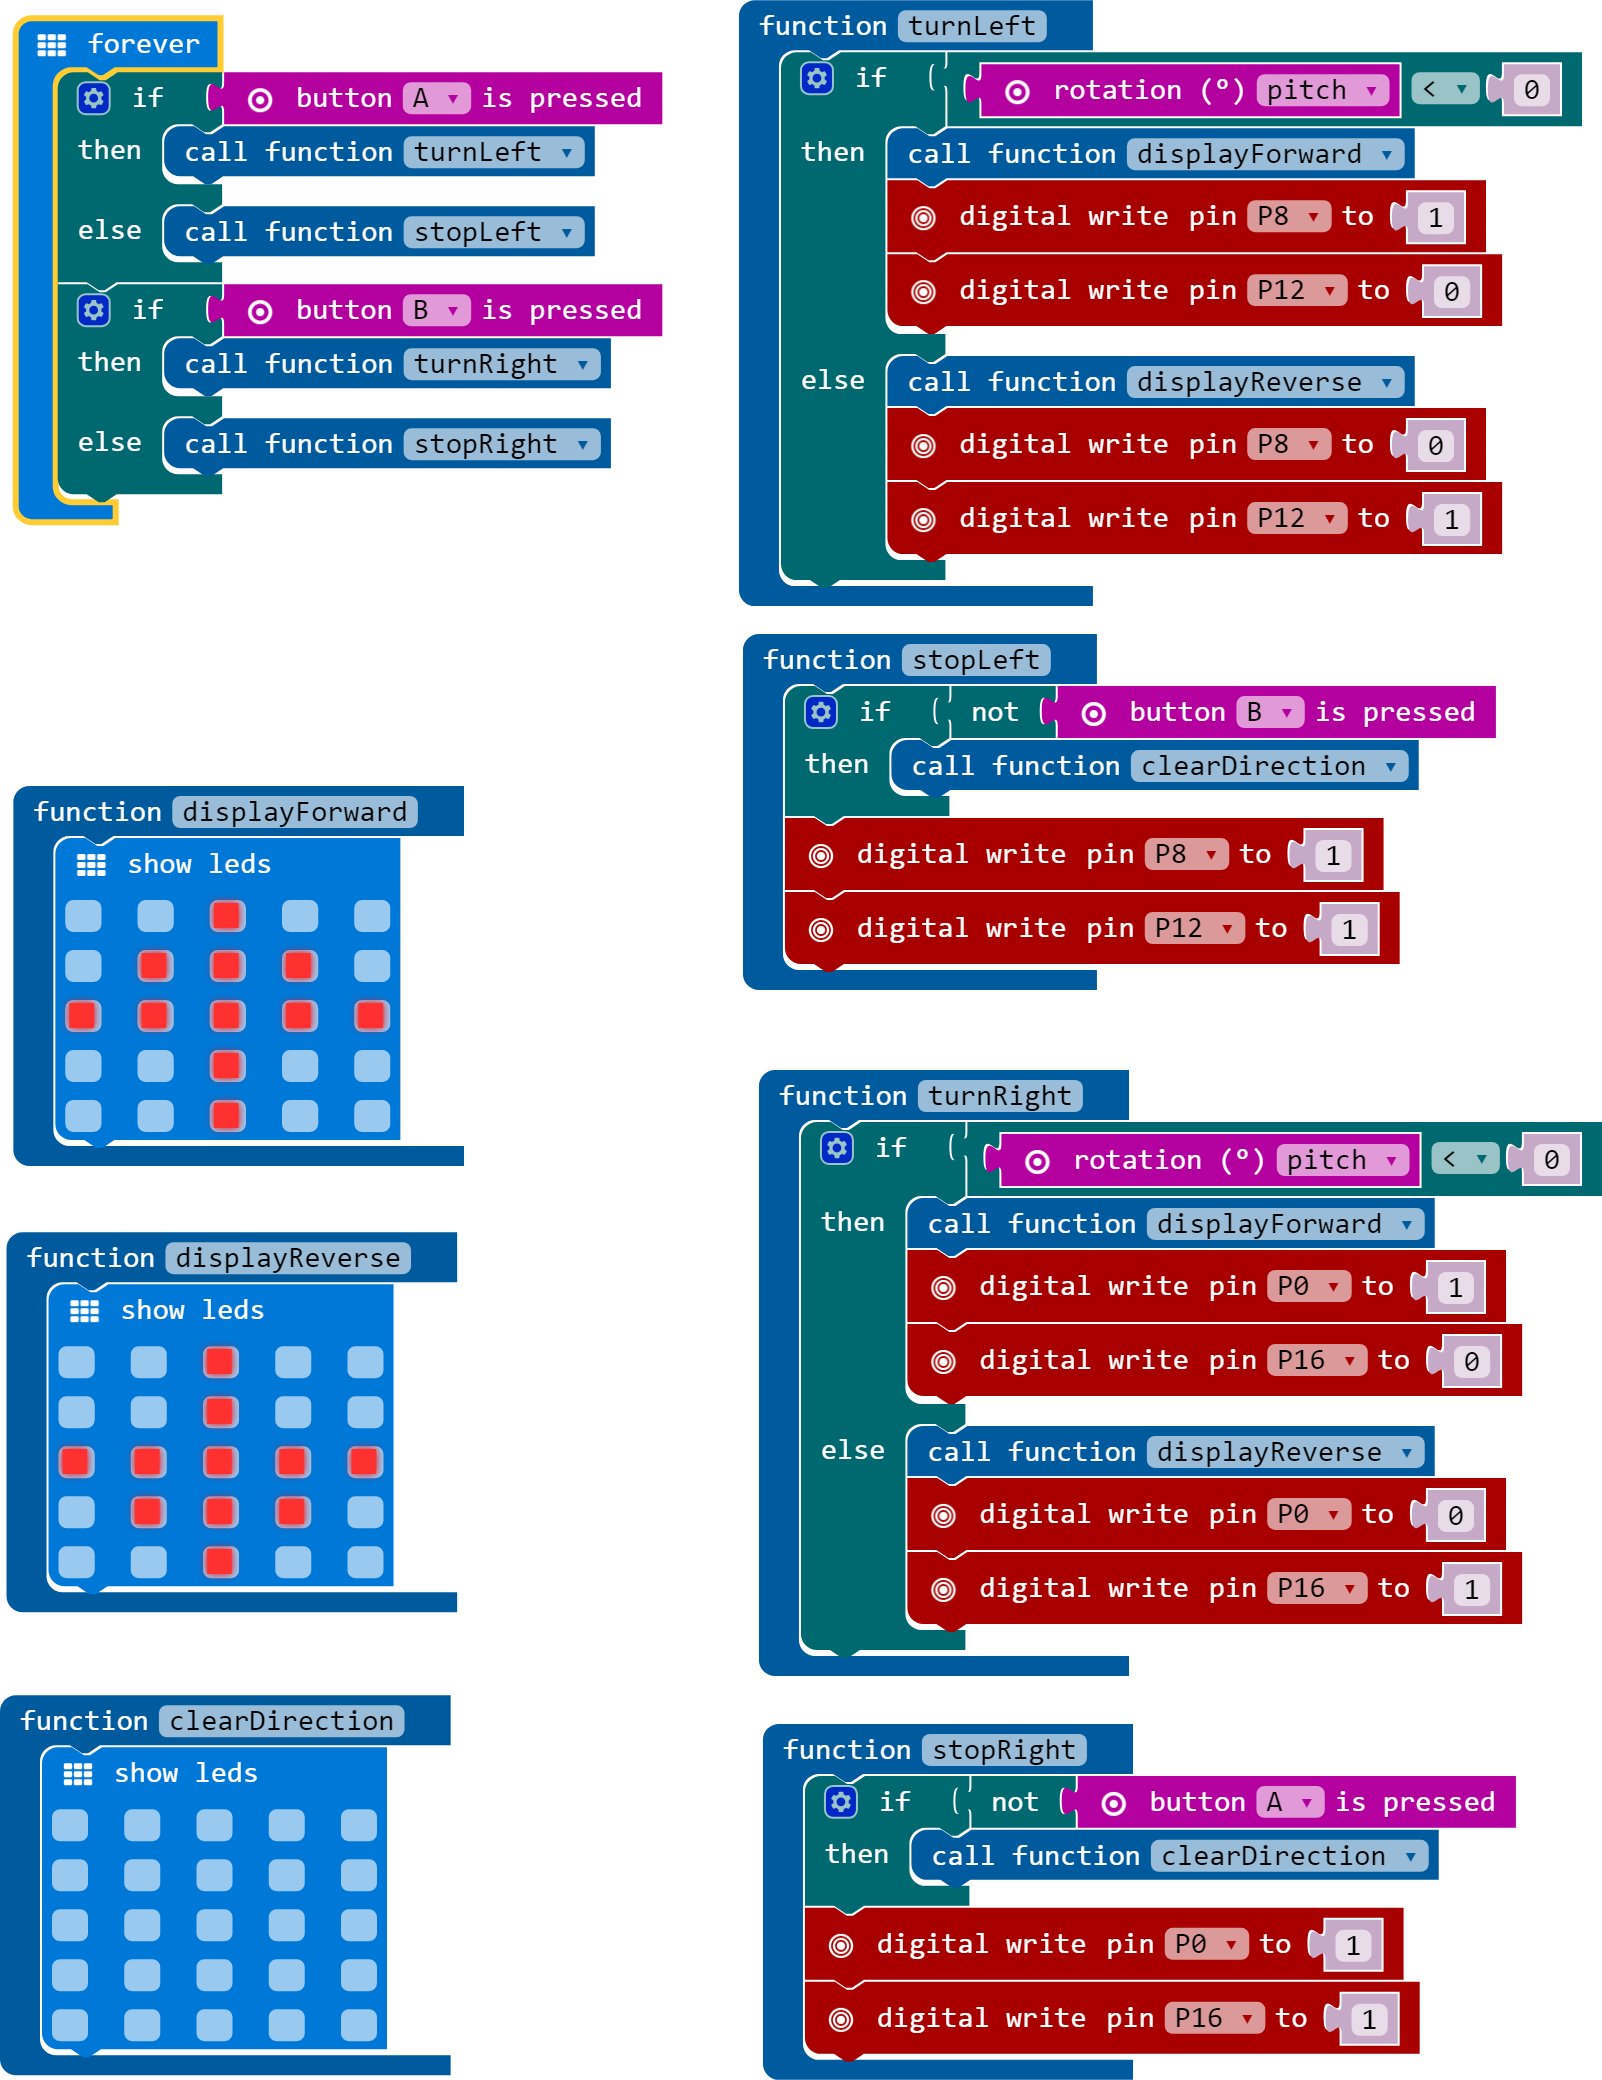 forever
if button A is pressed
then call function turnLeft
else call function stopLeft
if button B is pressed
then call function turnRight
else call function stopRight
function displayForward
show leds
function displayReverse
show leds
function clearDirection
show leds
function turnLeft
if rotation (º) pitch < 0
then call function displayForward
digital write pin P8 to 1
digital write pin P12 to 0
else call function displayReverse
digital write pin P8 to 0
digital write pin P12 to 1
function stopLeft
if not button B is pressed
then call function clearDirection
digital write pin P8 to 1
digital write pin P12 to 1
function turnRight
if rotation (º) pitch < 0
then call function displayForward
digital write pin P0 to 1
digital write pin P16 to 0
else call function displayReverse
digital write pin P0 to 0
digital write pin P16 to 1
function stopRight
if not button A is pressed
then call function clearDirection
digital write pin P0 to 1
digital write pin P16 to 1